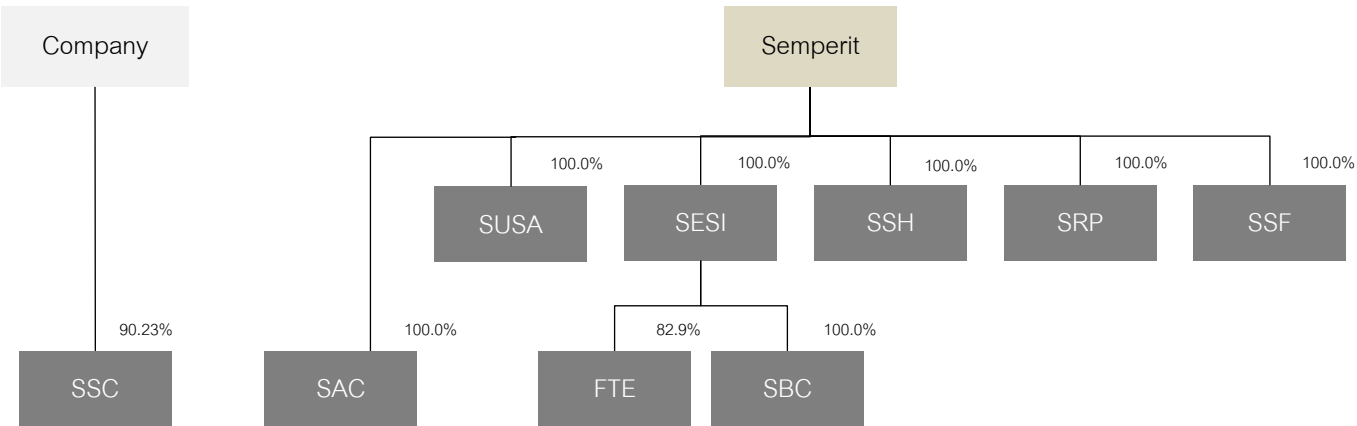 Company
Semperit
100.0%
100.0%
100.0%
100.0%
100.0%
SUSA
SESI
SSH
SRP
SSF
90.23%
100.0%
82.9%
100.0%
SSC
SAC
FTE
SBC